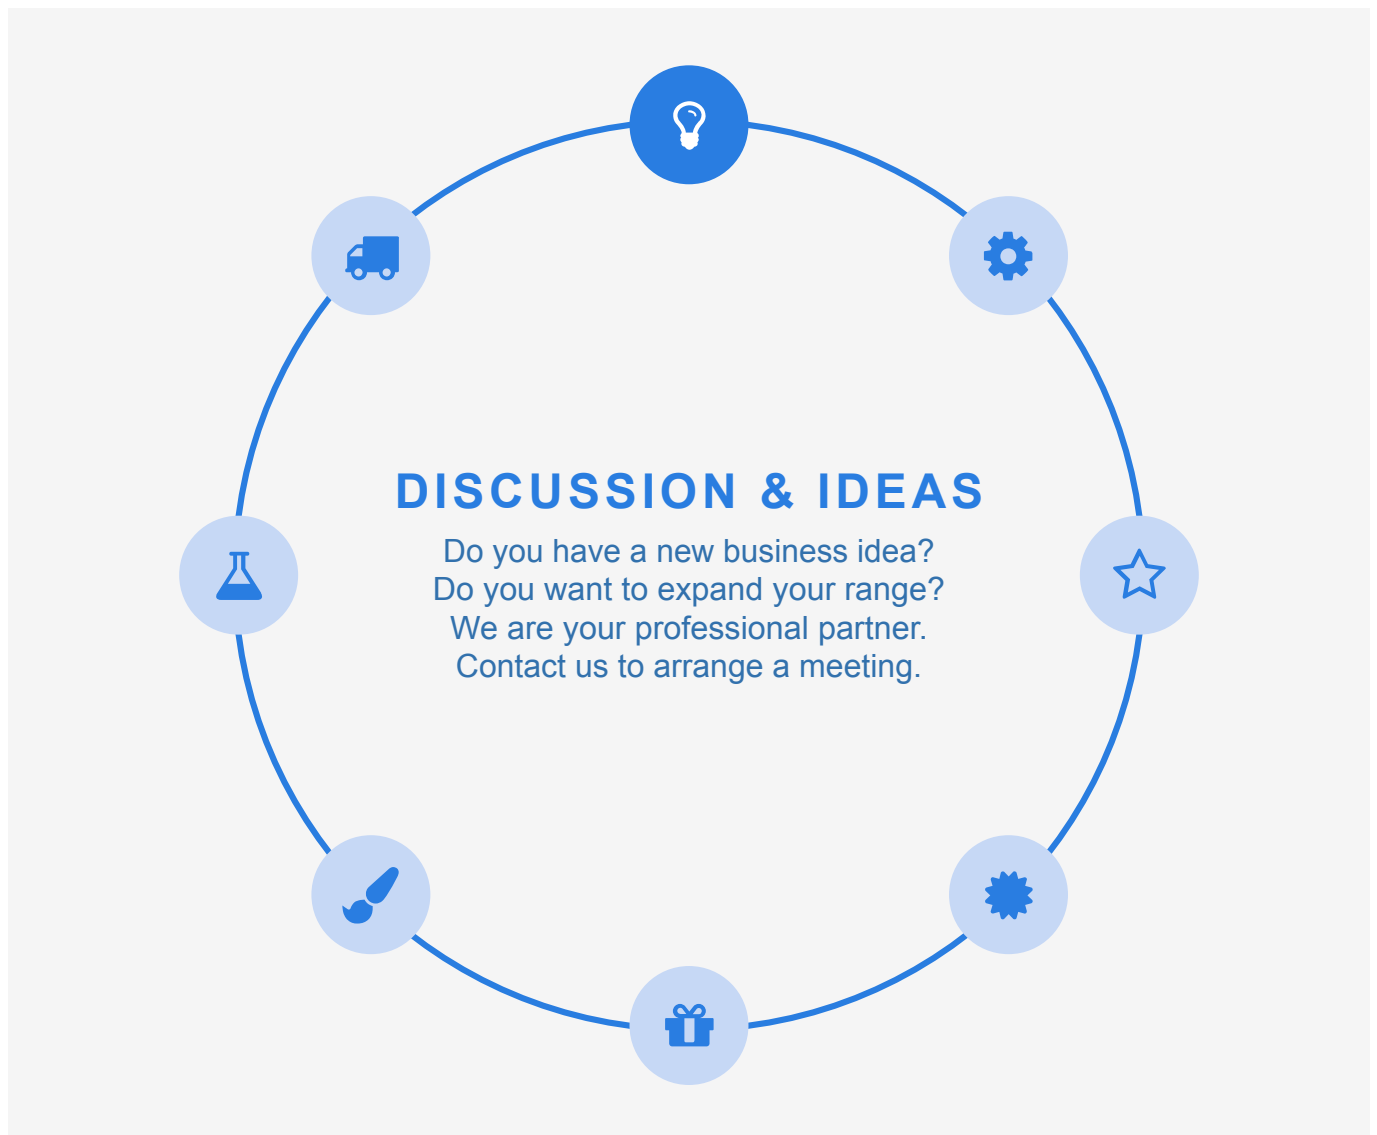 DISCUSSION & IDEAS
Do you have a new business idea?
Do you want to expand your range?
We are your professional partner.
Contact us to arrange a meeting.